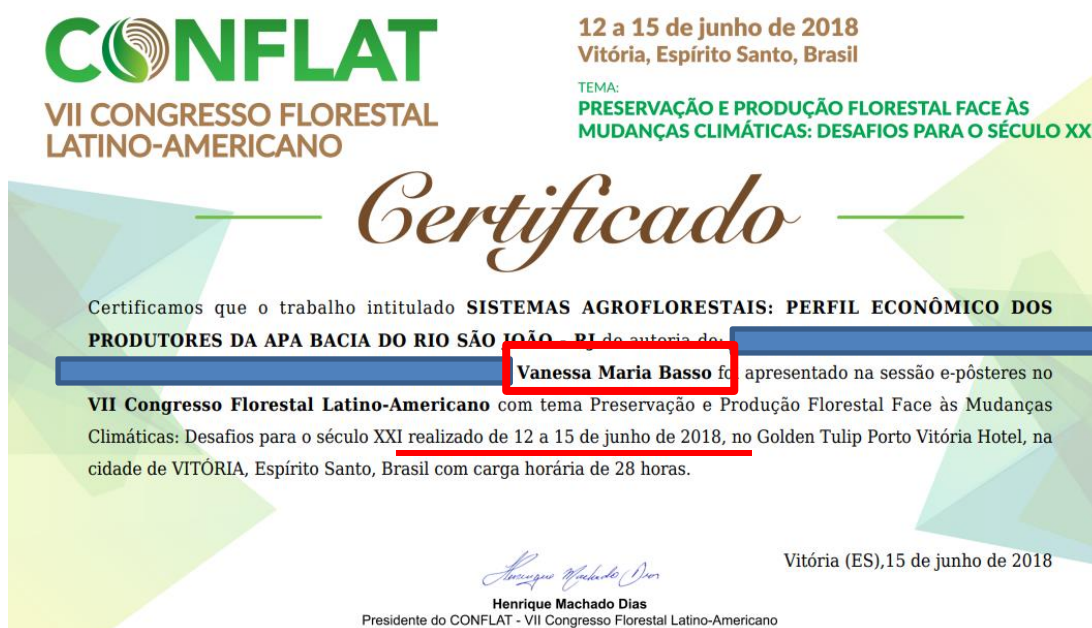 CONFLAT
VII CONGRESSO FLORESTAL
LATINO-AMERICANO
12 a 15 de junho de 2018
Vitória, Espírito Santo, Brasil
TEMA:
PRESERVAÇÃO E PRODUÇÃO FLORESTAL FACE ÀS
MUDANÇAS CLIMÁTICAS: DESAFIOS PARA O SÉCULO XXI
Certificado
Certificamos que o trabalho intitulado SISTEMAS AGROFLORESTAIS: PERFIL ECONÔMICO DOS
PRODUTORES DA APA BACIA DO RIO SÃO JOÃO - RJ de autoria de:
Vanessa Maria Basso foi apresentado na sessão e-pôsteres no
VII Congresso Florestal Latino-Americano com tema Preservação e Produção Florestal Face às Mudanças
Climáticas: Desafios para o século XXI realizado de 12 a 15 de junho de 2018, no Golden Tulip Porto Vitória Hotel, na
cidade de VITÓRIA, Espírito Santo, Brasil com carga horária de 28 horas.
Vitória (ES),15 de junho de 2018
Henrique Machado Dias
Henrique Machado Dias
Presidente do CONFLAT - VII Congresso Florestal Latino-Americano